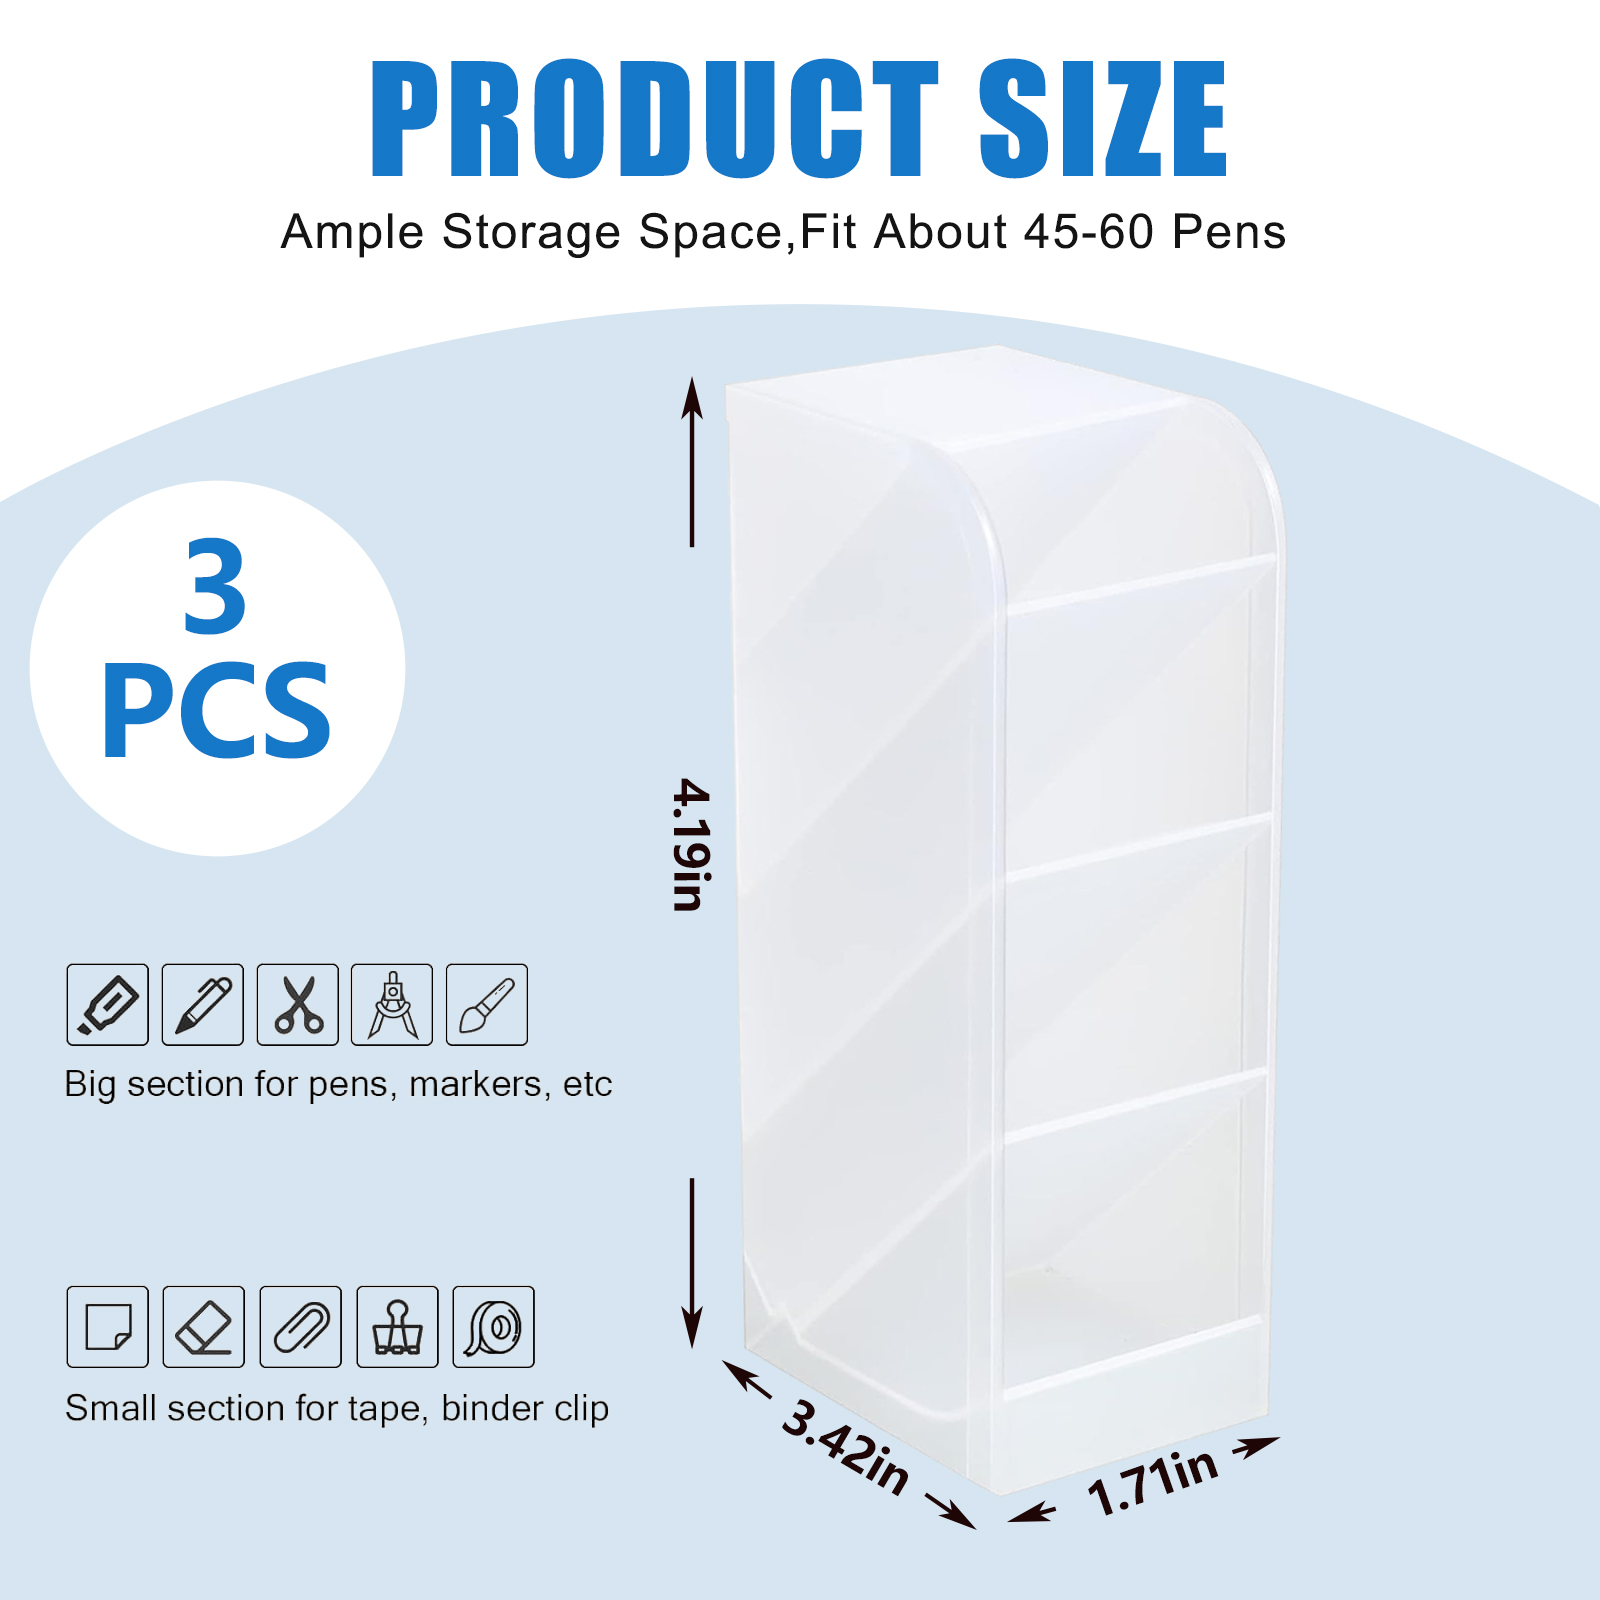 PRODUCT SIZE
Ample Storage Space,Fit About 45-60 Pens
3
PCS
4.19in
Big section for pens, markers, etc
Small section for tape, binder clip
3.42in
1.71in